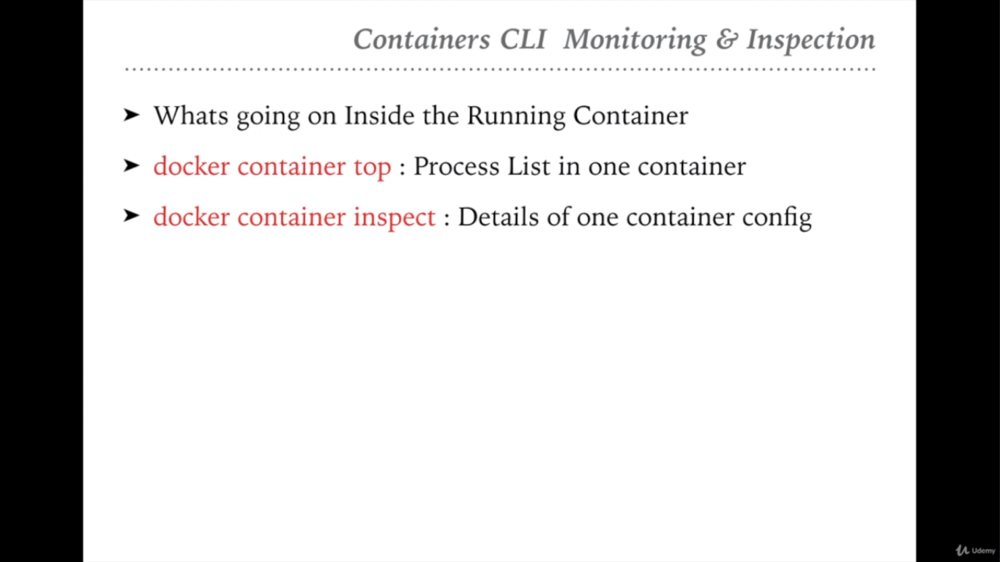 Containers CLI Monitoring & Inspection
➤ Whats going on Inside the Running Container
➤ docker container top : Process List in one container
➤ docker container inspect : Details of one container config
Udemy